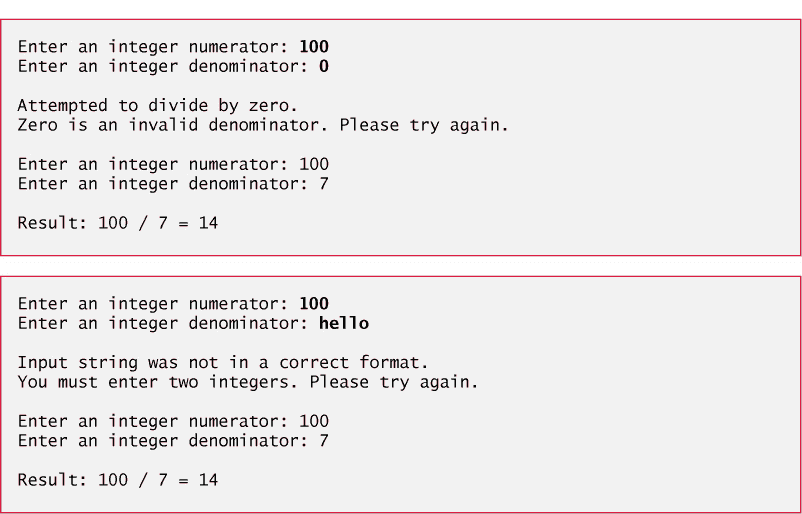 Enter an integer numerator: 100
Enter an integer denominator: 0
Attempted to divide by zero.
Zero is an invalid denominator. Please try again.
Enter an integer numerator: 100
Enter an integer denominator: 7
Result: 100 / 7 = 14
Enter an integer numerator: 100
Enter an integer denominator: hello
Input string was not in a correct format.
You must enter two integers. Please try again.
Enter an integer numerator: 100
Enter an integer denominator: 7
Result: 100 / 7 = 14